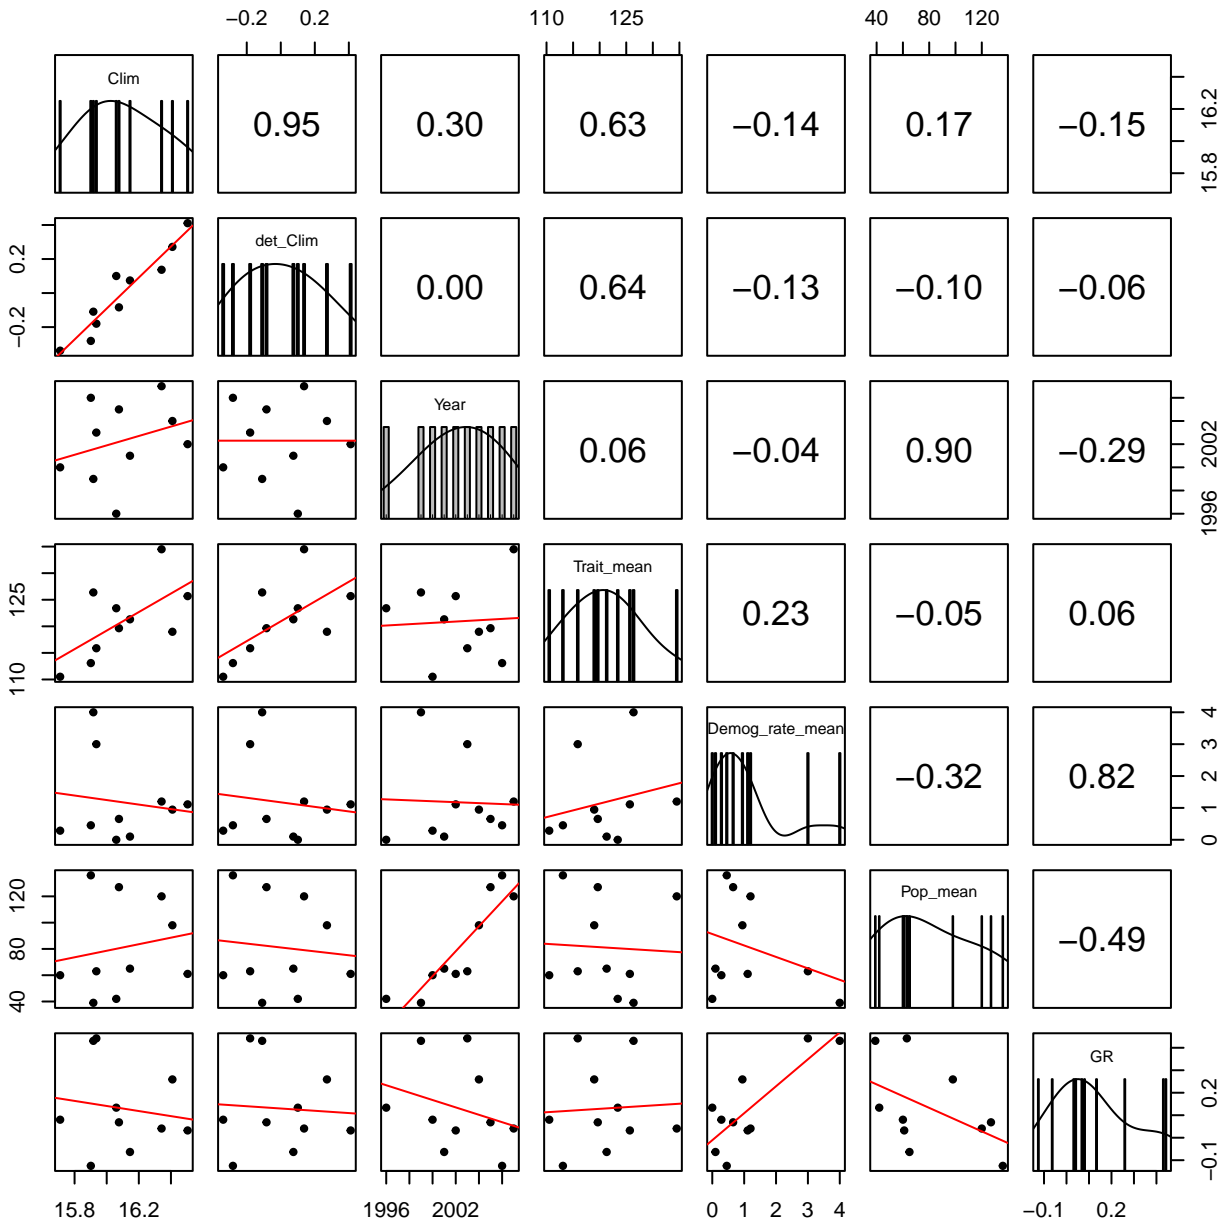 −0.2 0.2 110 125 40 80 120
Clim 0.95 0.30 0.63 −0.14 0.17 −0.15 15.8 16.2
−0.2 0.2 det_Clim 0.00 0.64 −0.13 −0.10 −0.06
Year 0.06 −0.04 0.90 −0.29 1996 2002
110 125 Trait_mean 0.23 −0.05 0.06
Demog_rate_mean −0.32 0.82 0 1 2 3 4
40 80 120 Pop_mean −0.49
GR −0.1 0.2
15.8 16.2 1996 2002 0 1 2 3 4 −0.1 0.2